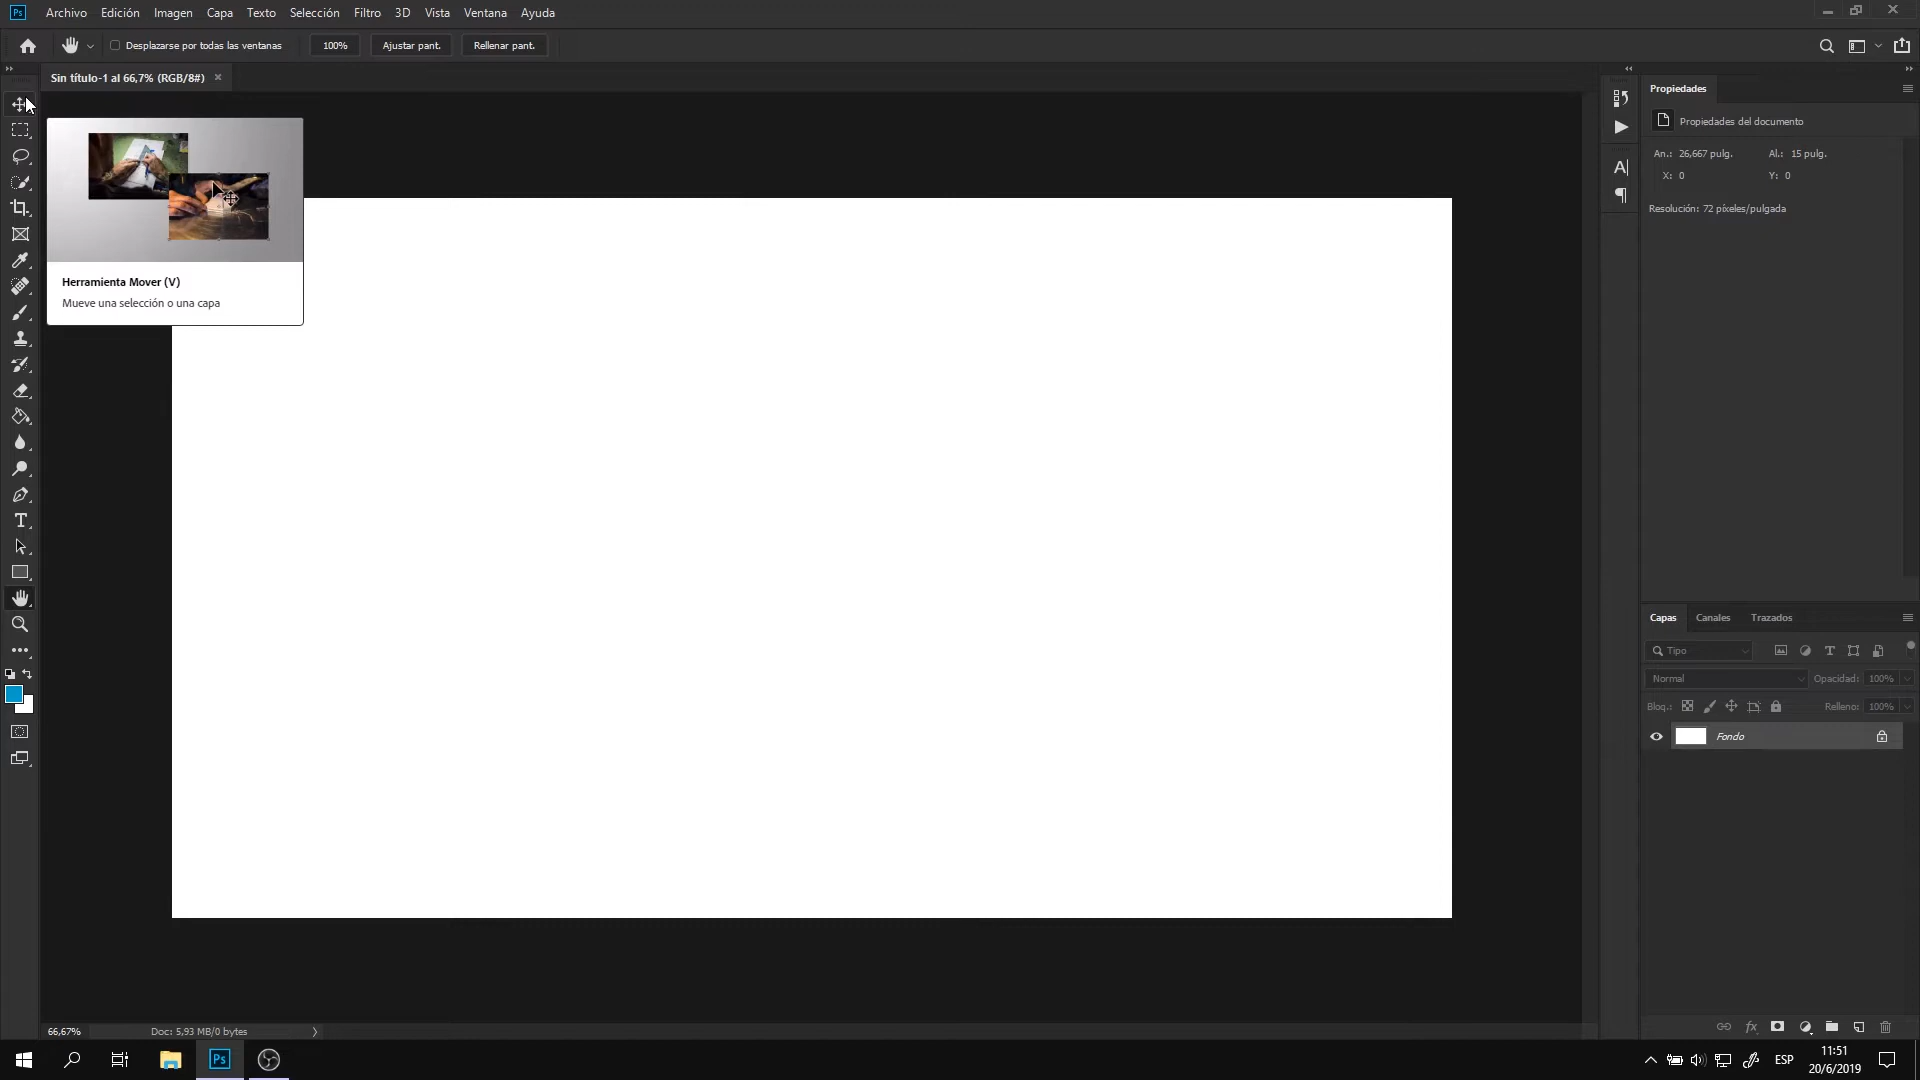 Ps Archivo Edición Imagen Capa Texto Selección Filtro 3D Vista Ventana Ayuda
Desplazarse por todas las ventanas 100% Ajustar pant. Rellenar pant.
Sin título-1 al 66,7% (RGB/8#) ×
Herramienta Mover (V)
Mueve una selección o una capa
Propiedades
Propiedades del documento
An.: 26,667 pulg. Al.: 15 pulg.
X: 0 Y: 0
Resolución: 72 píxeles/pulgada
Capas Canales Trazados
Tipo
Normal Opacidad: 100%
Bloq.: Relleno: 100%
Fondo
66,67% Doc: 5,93 MB/0 bytes
Ps ESP 11:51
20/6/2019